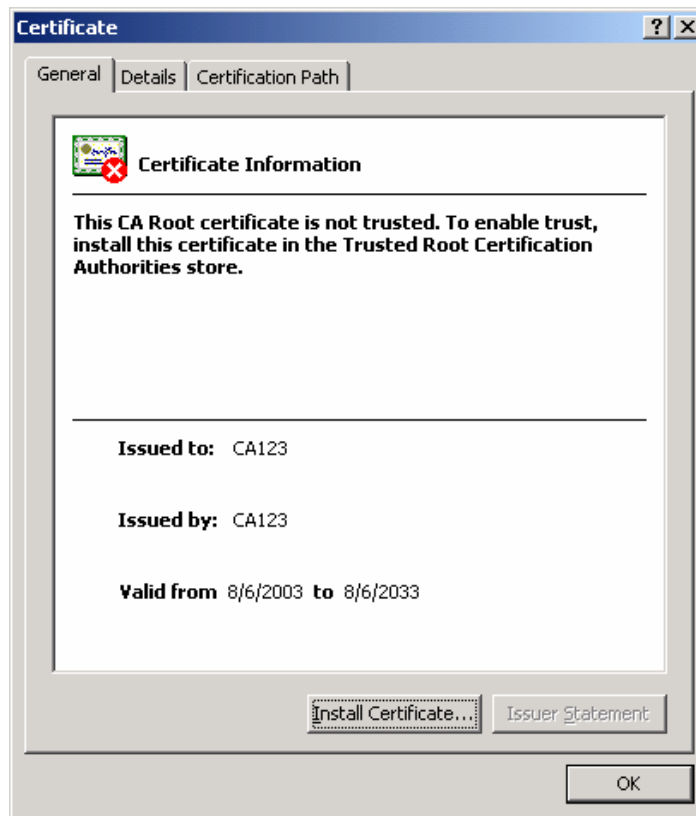 Certificate
General
Details
Certification Path
Certificate Information
This CA Root certificate is not trusted. To enable trust,
install this certificate in the Trusted Root Certification
Authorities store.
Issued to: CA123
Issued by: CA123
Valid from 8/6/2003 to 8/6/2033
Install Certificate...
Issuer Statement
OK